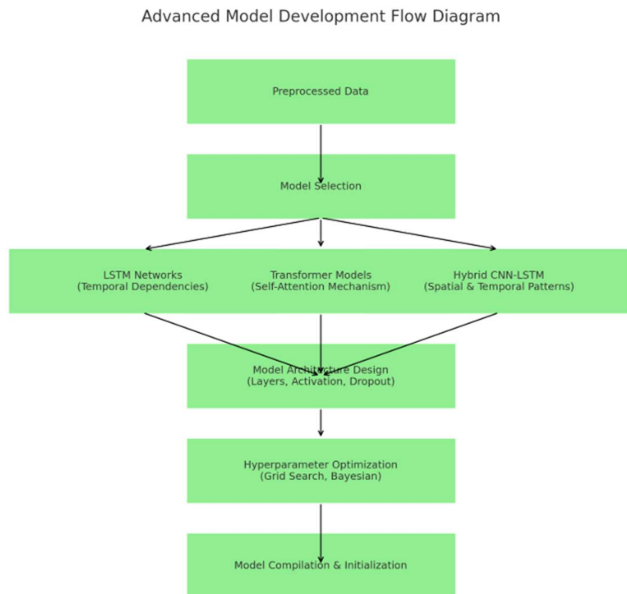 Advanced Model Development Flow Diagram
Preprocessed Data
Model Selection
LSTM Networks
(Temporal Dependencies)
Transformer Models
(Self-Attention Mechanism)
Hybrid CNN-LSTM
(Spatial & Temporal Patterns)
Model Architecture Design
(Layers, Activation, Dropout)
Hyperparameter Optimization
(Grid Search, Bayesian)
Model Compilation & Initialization